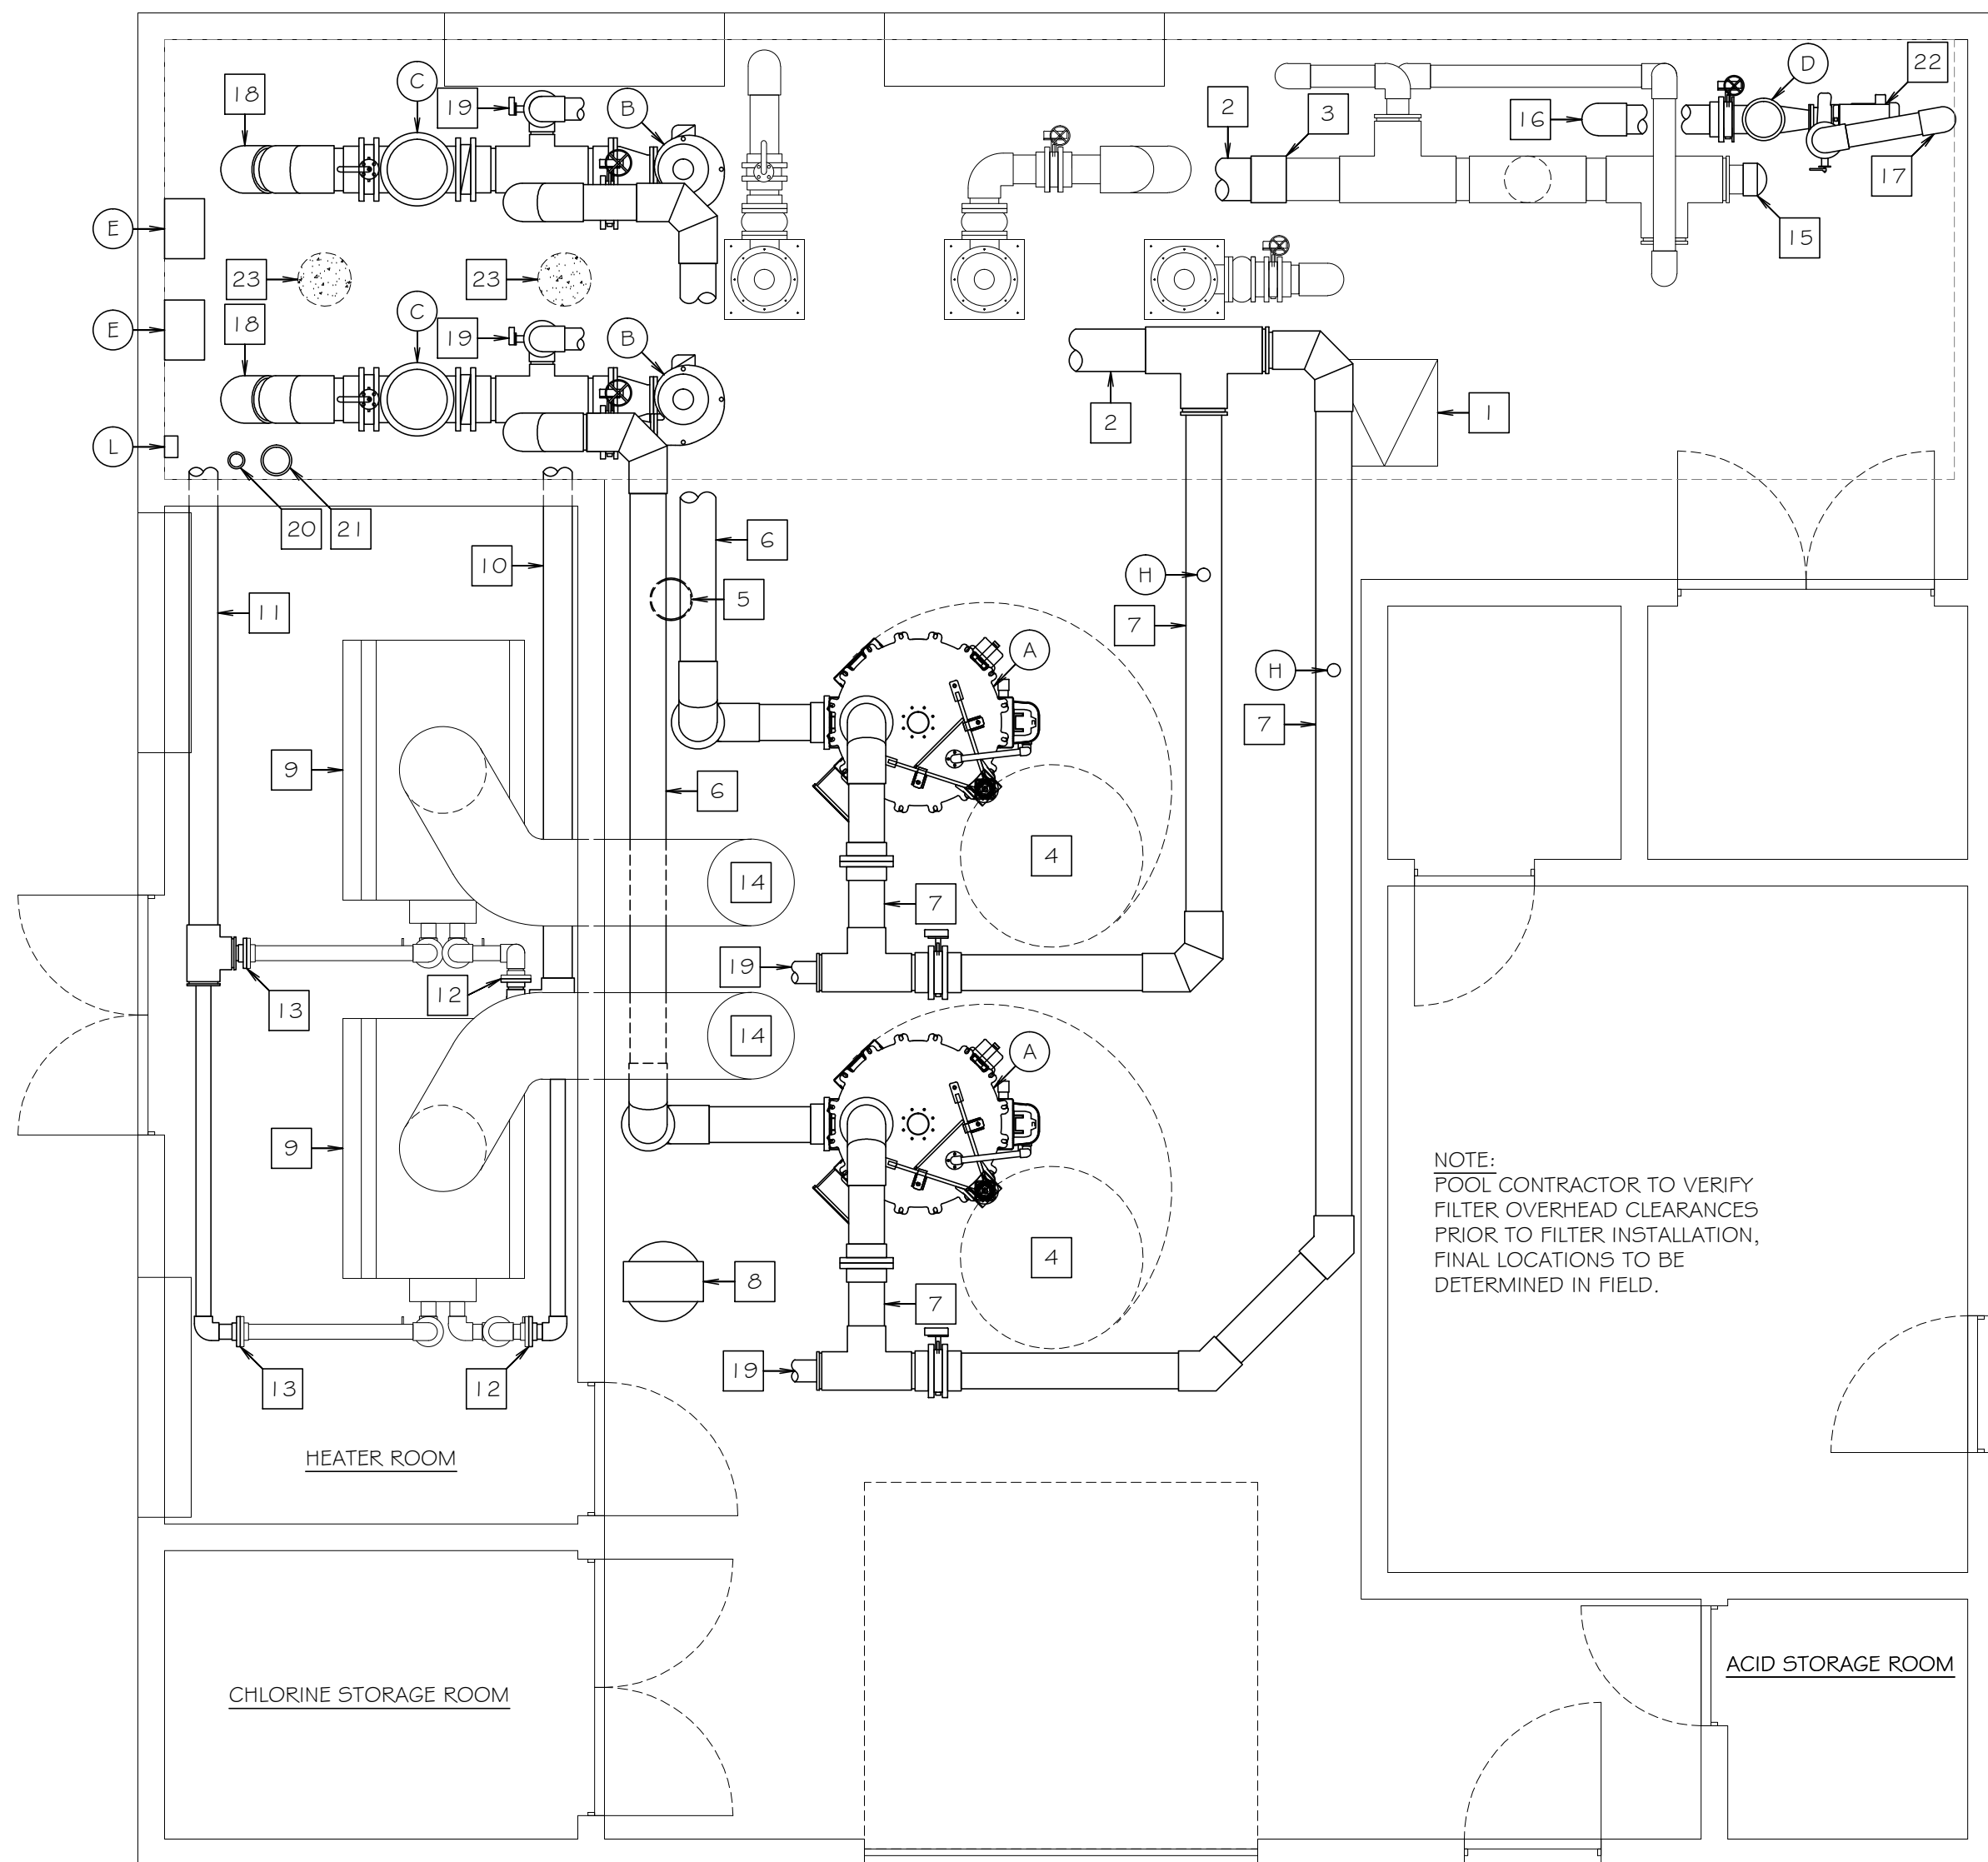 18
C
19
B
2
3
16
D
22
17
15
E
23
23
E
18
C
19
B
L
2
1
20
21
10
6
5
11
H
7
A
H
7
9
6
4
14
7
19
12
13
14
A
9
4
8
7
19
13
12
NOTE:
POOL CONTRACTOR TO VERIFY
FILTER OVERHEAD CLEARANCES
PRIOR TO FILTER INSTALLATION,
FINAL LOCATIONS TO BE
DETERMINED IN FIELD.
HEATER ROOM
CHLORINE STORAGE ROOM
ACID STORAGE ROOM